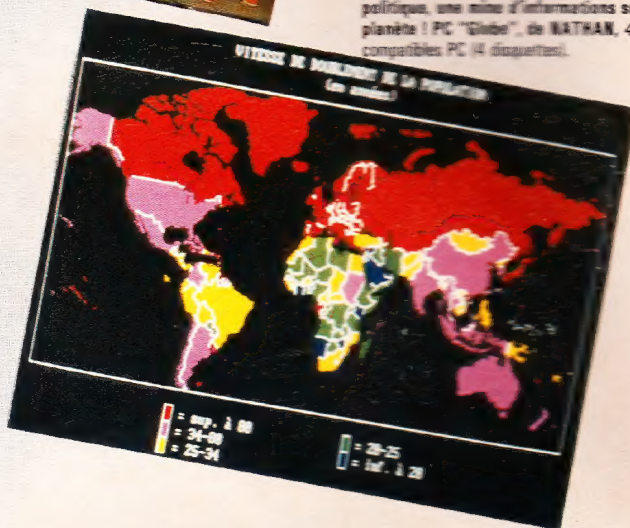 politique, une mine d'informations s
planète ! PC "Globe", de NATHAN, 4
compatibles PC (4 disquettes).
VITESSE DE DOUBLEMENT DE LA POPULATION
(en années)
= sup. à 80
= 34-80
= 25-34
= 20-25
= inf. à 20